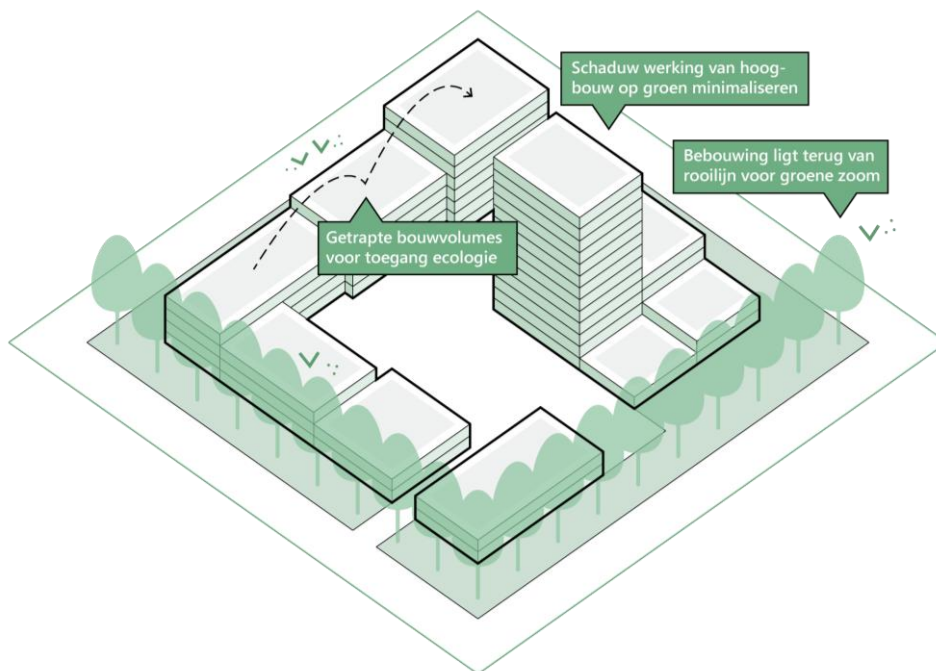 Schaduw werking van hoog-
bouw op groen minimaliseren
Bebouwing ligt terug van
rooilijn voor groene zoom
Getrapte bouwvolumes
voor toegang ecologie